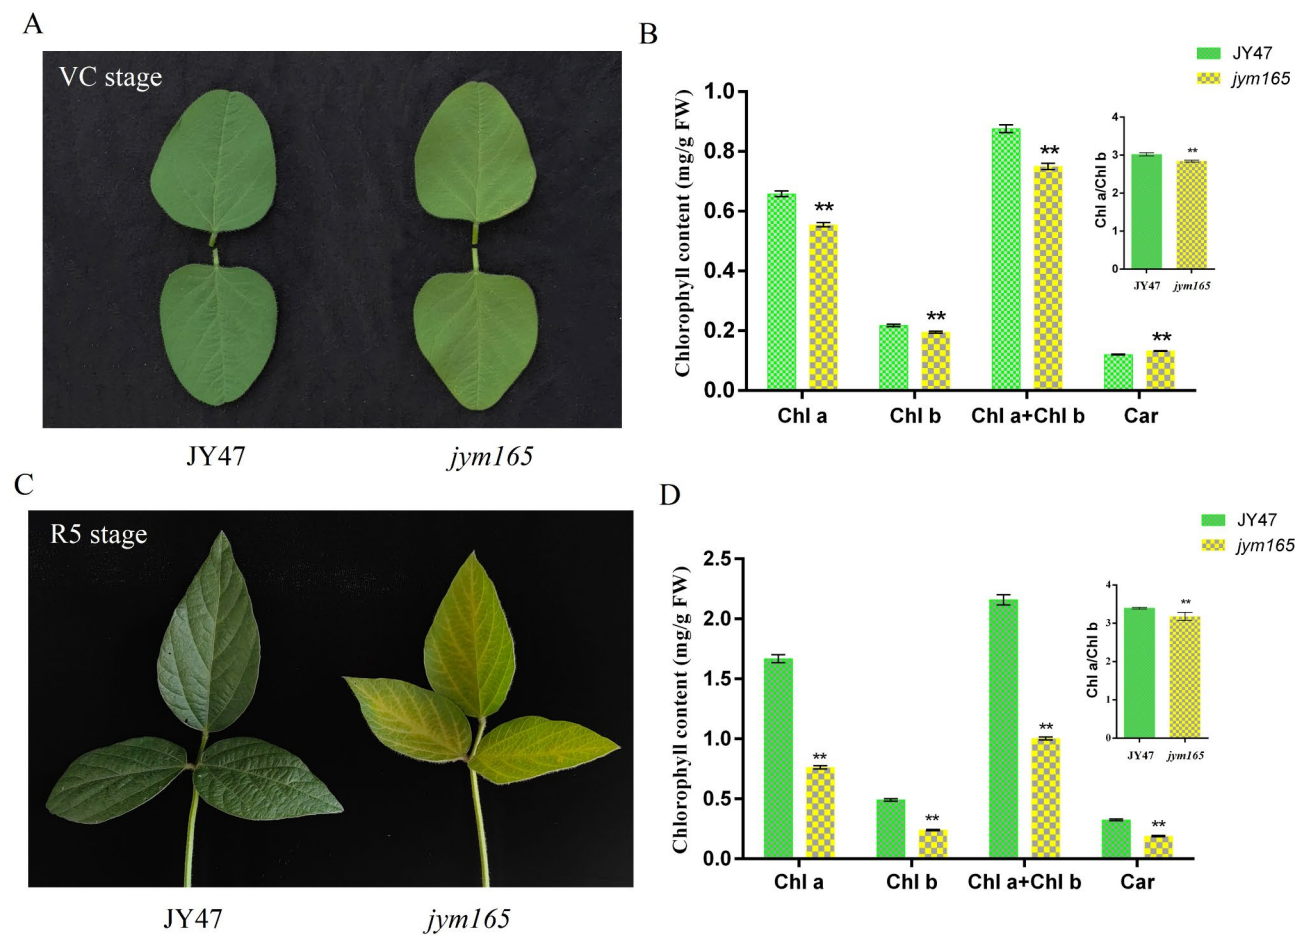 A
VC stage
JY47
jym165
B
JY47
jym165
Chlorophyll content (mg/g FW)
1.0
0.8
0.6
0.4
0.2
0.0
**
**
**
**
Chl a
Chl b
Chl a+Chl b
Car
Chl a/Chl b
4
3
2
1
0
**
JY47
jym165
C
R5 stage
JY47
jym165
D
JY47
jym165
Chlorophyll content (mg/g FW)
2.5
2.0
1.5
1.0
0.5
0.0
**
**
**
**
Chl a
Chl b
Chl a+Chl b
Car
Chl a/Chl b
4
3
2
1
0
**
JY47
jym165